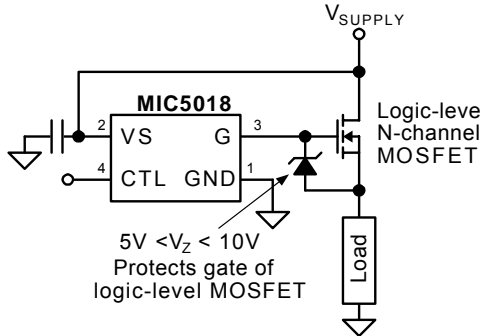 VSUPPLY
MIC5018
2 VS G 3
4 CTL GND 1
Logic-leve
N-channel
MOSFET
5V <VZ < 10V
Protects gate of
logic-level MOSFET
Load